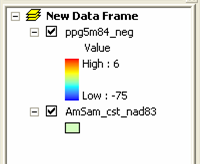 New Data Frame
ppg5m84_neg
Value
High : 6
Low : -75
AmSam_cst_nad83